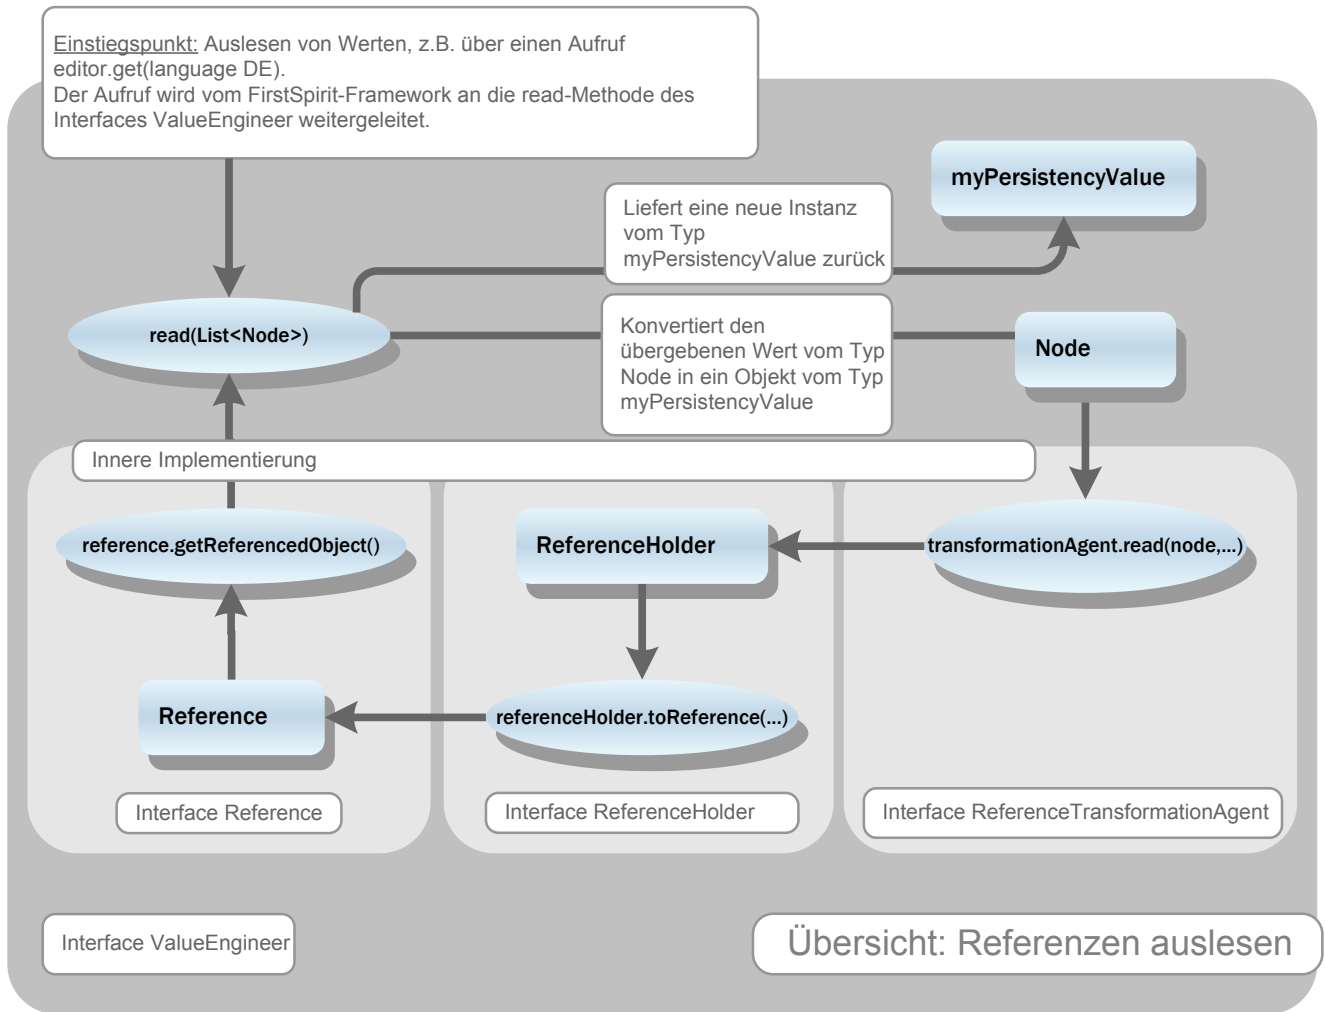 Einstiegspunkt: Auslesen von Werten, z.B. über einen Aufruf
editor.get(language DE).
Der Aufruf wird vom FirstSpirit-Framework an die read-Methode des
Interfaces ValueEngineer weitergeleitet.
myPersistencyValue
Liefert eine neue Instanz
vom Typ
myPersistencyValue zurück
read(List<Node>)
Konvertiert den
übergebenen Wert vom Typ
Node in ein Objekt vom Typ
myPersistencyValue
Node
Innere Implementierung
reference.getReferencedObject()
ReferenceHolder
transformationAgent.read(node,...)
Reference
referenceHolder.toReference(...)
Interface Reference
Interface ReferenceHolder
Interface ReferenceTransformationAgent
Interface ValueEngineer
Übersicht: Referenzen auslesen